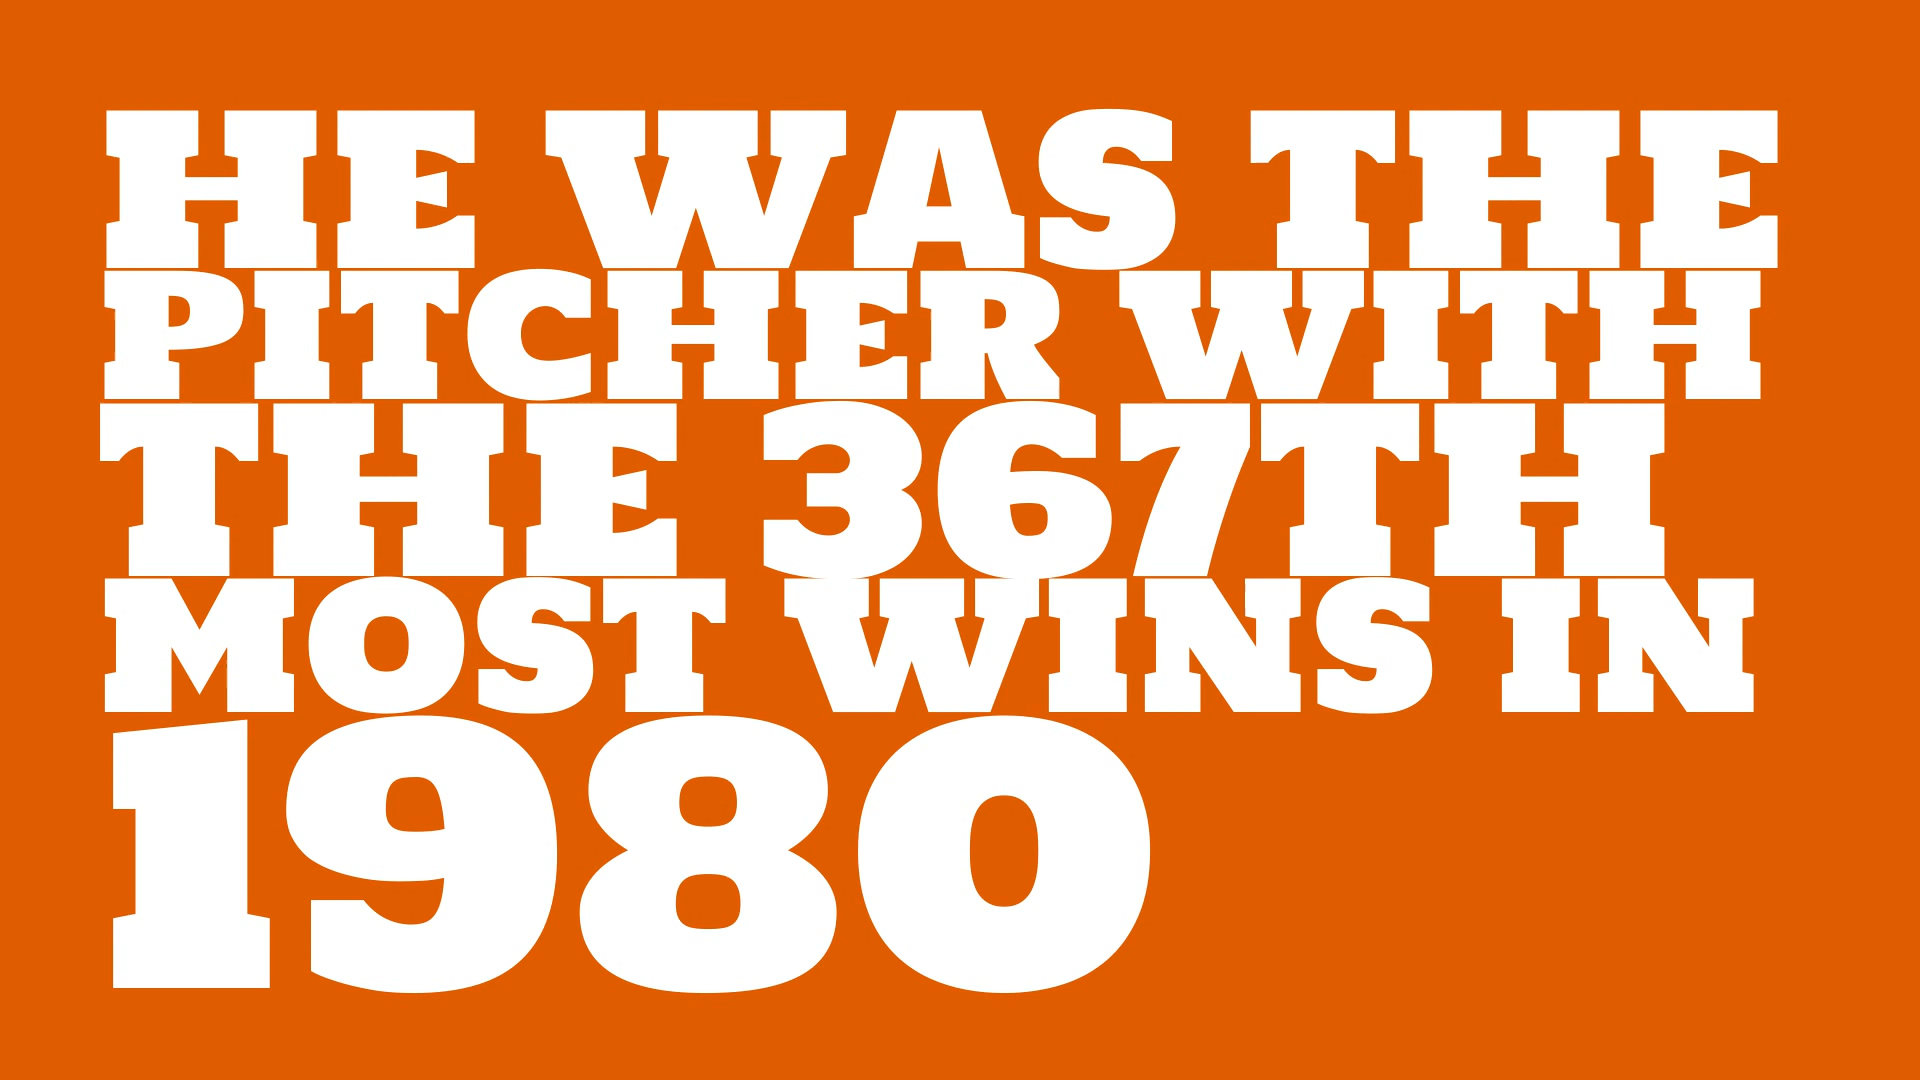 HE WAS THE
PITCHER WITH
THE 367TH
MOST WINS IN
1980